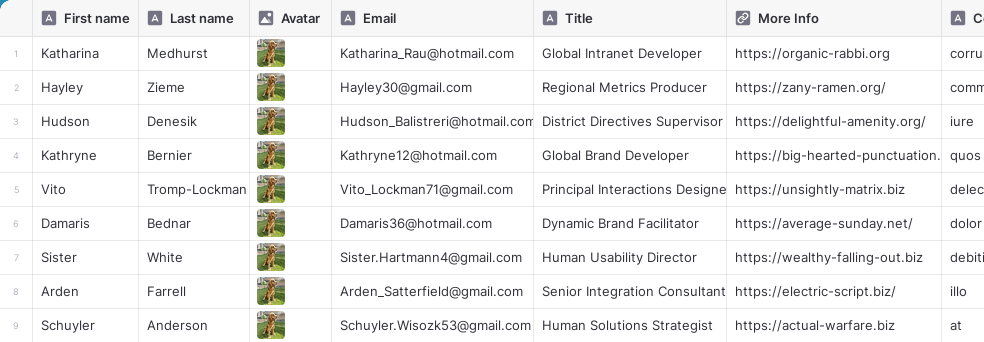 First name Last name Avatar Email Title More Info
1 Katharina Medhurst Katharina_Rau@hotmail.com Global Intranet Developer https://organic-rabbi.org corru
2 Hayley Zieme Hayley30@gmail.com Regional Metrics Producer https://zany-ramen.org/ comm
3 Hudson Denesik Hudson_Balistreri@hotmail.com District Directives Supervisor https://delightful-amenity.org/ iure
4 Kathryne Bernier Kathryne12@hotmail.com Global Brand Developer https://big-hearted-punctuation. quos
5 Vito Tromp-Lockman Vito_Lockman71@gmail.com Principal Interactions Designe https://unsightly-matrix.biz delec
6 Damaris Bednar Damaris36@hotmail.com Dynamic Brand Facilitator https://average-sunday.net/ dolor
7 Sister White Sister.Hartmann4@gmail.com Human Usability Director https://wealthy-falling-out.biz debiti
8 Arden Farrell Arden_Satterfield@gmail.com Senior Integration Consultant https://electric-script.biz/ illo
9 Schuyler Anderson Schuyler.Wisozk53@gmail.com Human Solutions Strategist https://actual-warfare.biz at